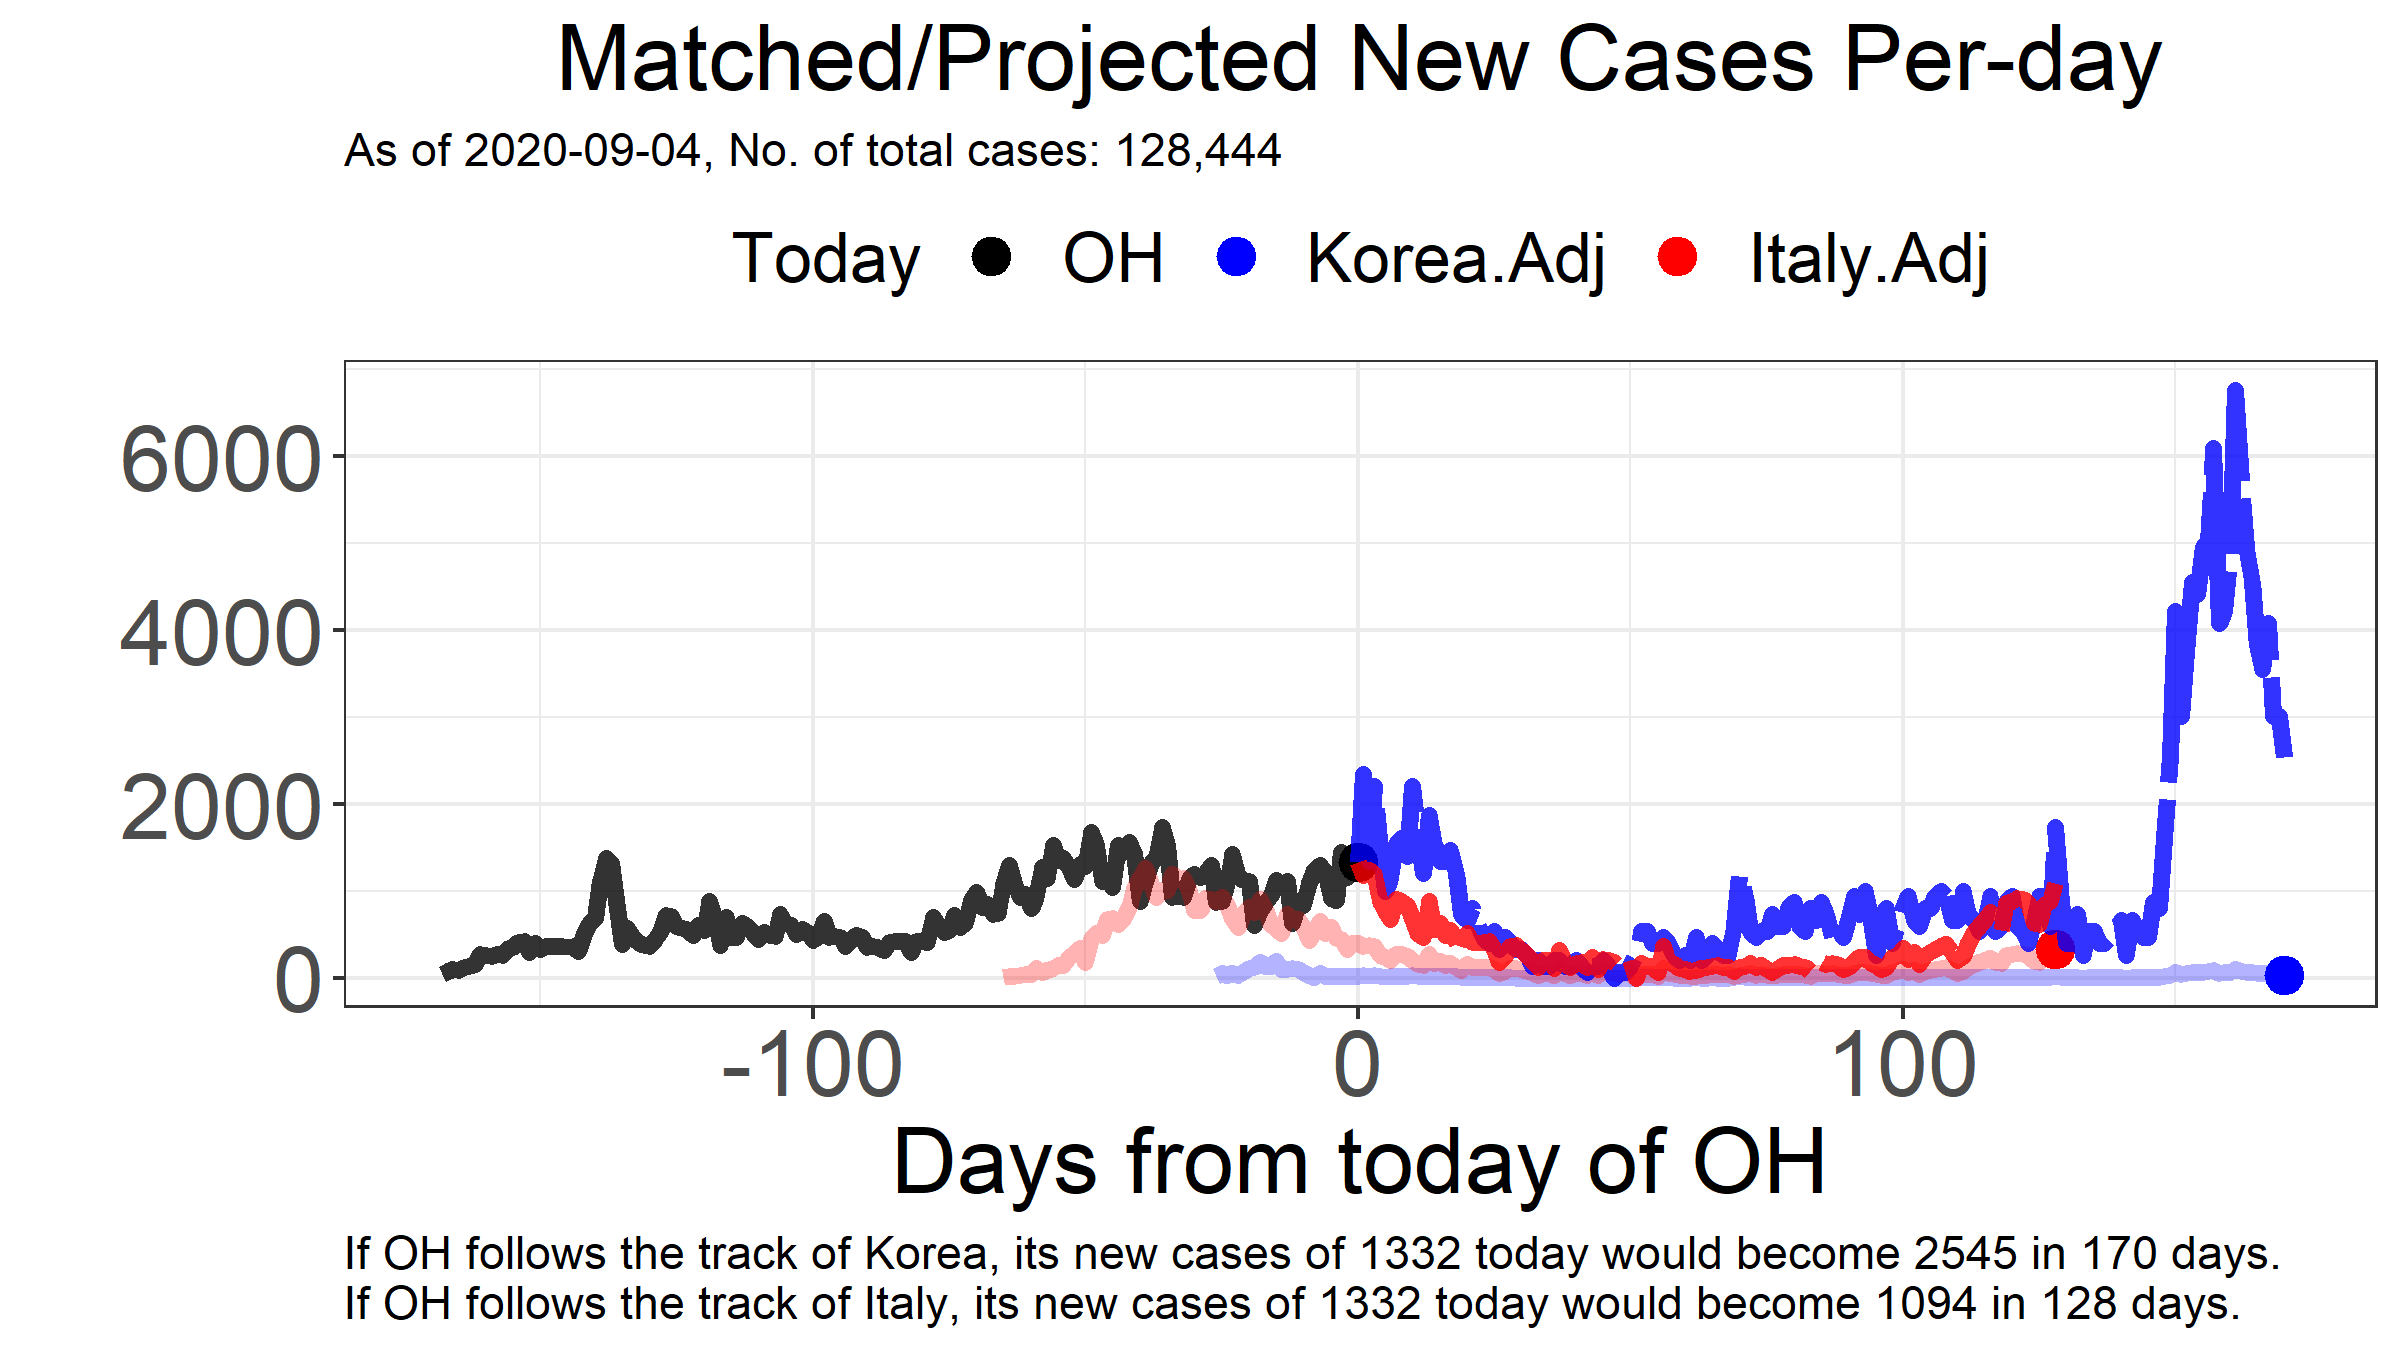 Matched/Projected New Cases Per-day
As of 2020-09-04, No. of total cases: 128,444
Today OH Korea.Adj Italy.Adj
6000
4000
2000
0
-100 0 100
Days from today of OH
If OH follows the track of Korea, its new cases of 1332 today would become 2545 in 170 days.
If OH follows the track of Italy, its new cases of 1332 today would become 1094 in 128 days.